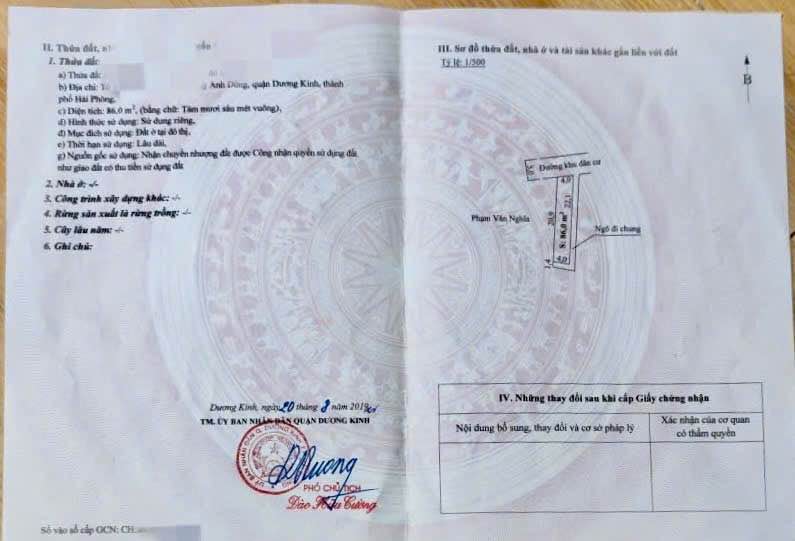 II. Thửa đất,
1. Thửa đất:
a) Thửa đất
b) Địa chỉ: Anh Dũng, quận Dương Kinh, thành
phố Hải Phòng,
c) Diện tích: 86,0 m², (bằng chữ: Tám mươi sáu mét vuông),
d) Hình thức sử dụng: Sử dụng riêng,
đ) Mục đích sử dụng: Đất ở tại đô thị,
e) Thời hạn sử dụng: Lâu dài,
g) Nguồn gốc sử dụng: Nhận chuyển nhượng đất được Công nhận quyền sử dụng đất
như giao đất có thu tiền sử dụng đất
2. Nhà ở: -/-
3. Công trình xây dựng khác: -/-
4. Rừng sản xuất là rừng trồng: -/-
5. Cây lâu năm: -/-
6. Ghi chú:
Dương Kinh, ngày 20 tháng 8 năm 2019
TM. ỦY BAN NHÂN DÂN QUẬN DƯƠNG KINH
PHÓ CHỦ TỊCH
Đào Hữu Cường
Số vào sổ cấp GCN: CH
III. Sơ đồ thửa đất, nhà ở và tài sản khác gắn liền với đất
Tỷ lệ: 1/500
B
Đường khu dân cư
4,0
Phạm Văn Nghĩa
20,9
S: 86,0 m²
22,1
Ngõ đi chung
1,4
4,0
IV. Những thay đổi sau khi cấp Giấy chứng nhận
Nội dung bổ sung, thay đổi và cơ sở pháp lý
Xác nhận của cơ quan
có thẩm quyền